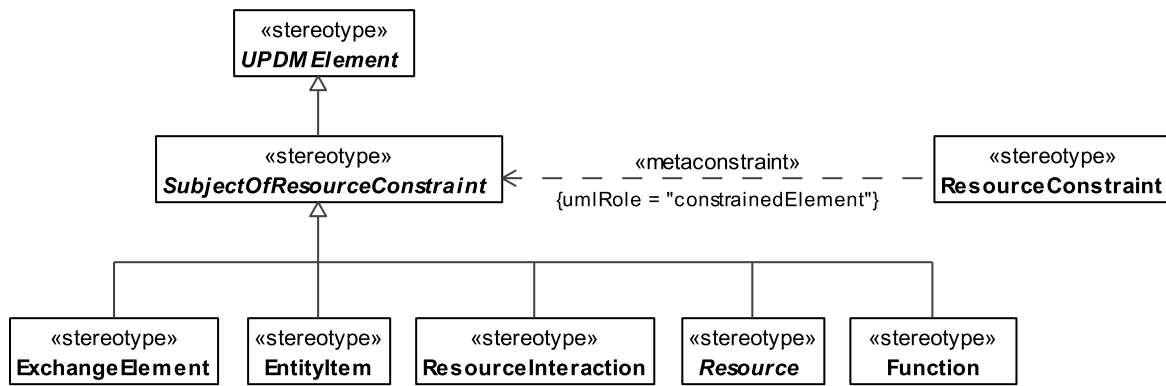 «stereotype»
UPDMElement
«stereotype»
SubjectOfResourceConstraint
«metaconstraint»
{umlRole = "constrainedElement"}
«stereotype»
ResourceConstraint
«stereotype»
ExchangeElement
«stereotype»
EntityItem
«stereotype»
ResourceInteraction
«stereotype»
Resource
«stereotype»
Function